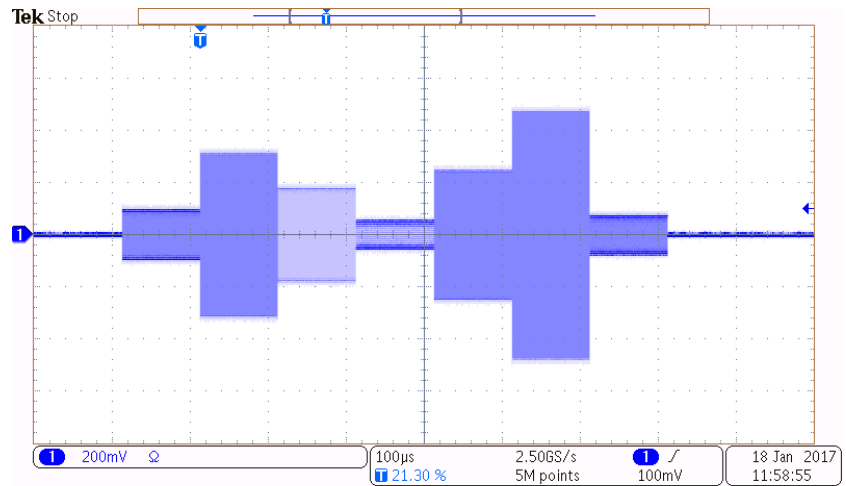 Tek Stop
T
T
1
1 200mV Ω
100µs 2.50GS/s 1 ʃ
T 21.30 % 5M points 100mV
18 Jan 2017
11:58:55